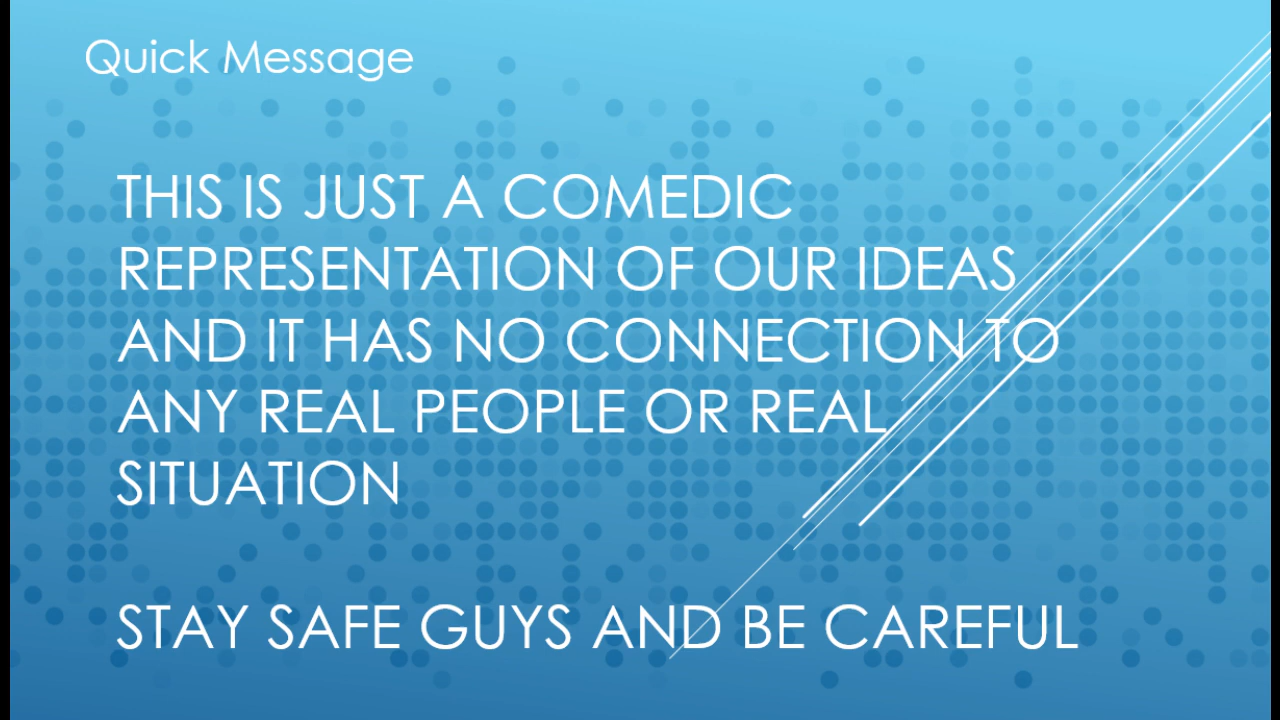 Quick Message
THIS IS JUST A COMEDIC
REPRESENTATION OF OUR IDEAS
AND IT HAS NO CONNECTION TO
ANY REAL PEOPLE OR REAL
SITUATION
STAY SAFE GUYS AND BE CAREFUL